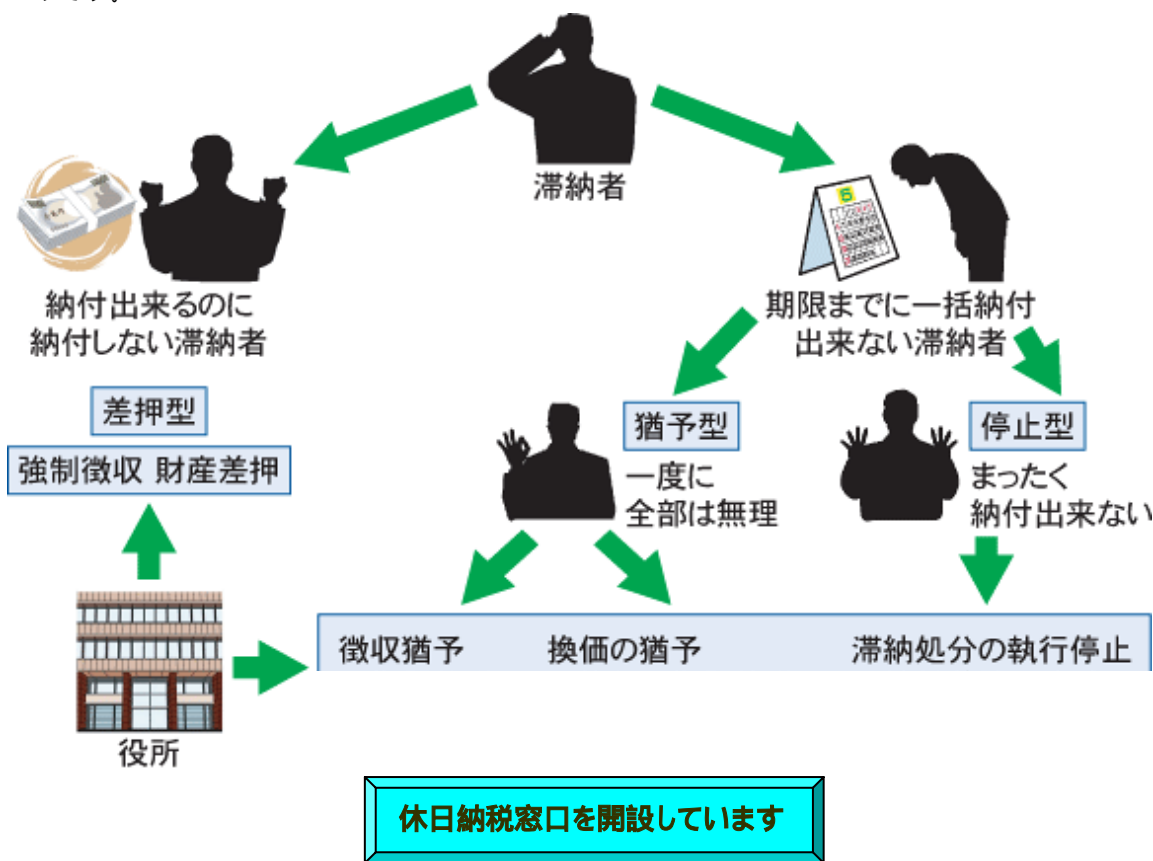 滞納者
納付出来るのに
納付しない滞納者
期限までに一括納付
出来ない滞納者
差押型
強制徴収 財産差押
猶予型
一度に
全部は無理
停止型
まったく
納付出来ない
徴収猶予 換価の猶予 滞納処分の執行停止
役所
休日納税窓口を開設しています